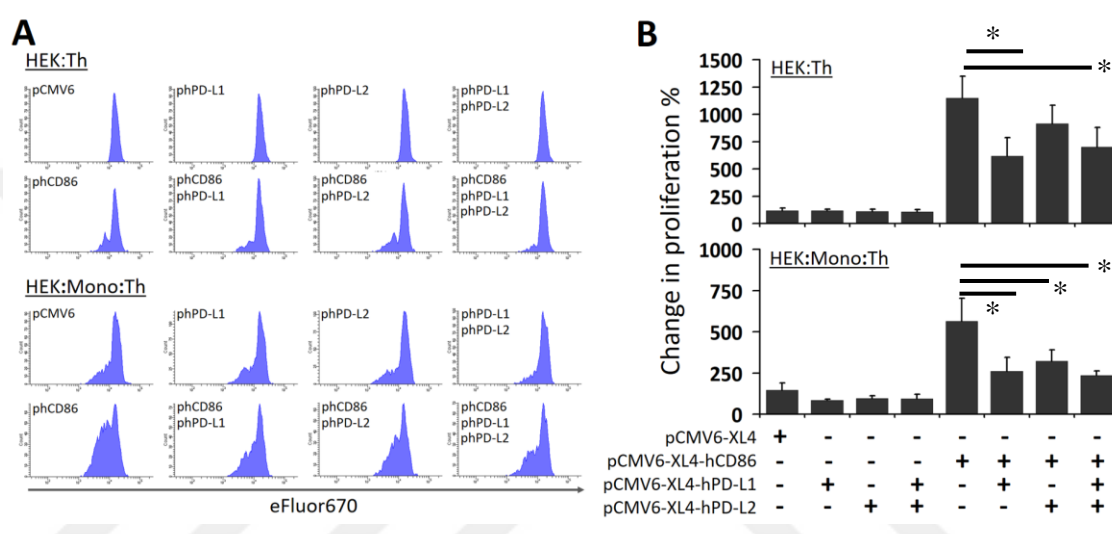 A
HEK:Th
pCMV6
phPD-L1
phPD-L2
phPD-L1
phPD-L2
phCD86
phCD86
phPD-L1
phCD86
phPD-L2
phCD86
phPD-L1
phPD-L2
HEK:Mono:Th
pCMV6
phPD-L1
phPD-L2
phPD-L1
phPD-L2
phCD86
phCD86
phPD-L1
phCD86
phPD-L2
phCD86
phPD-L1
phPD-L2
Count
eFluor670
B
Change in proliferation %
HEK:Th
* *
1500
1250
1000
750
500
250
0
HEK:Mono:Th
* * *
1000
750
500
250
0
pCMV6-XL4 + - - - - - - -
pCMV6-XL4-hCD86 - - - - + + + +
pCMV6-XL4-hPD-L1 - + - + - + - +
pCMV6-XL4-hPD-L2 - - + + - - + +